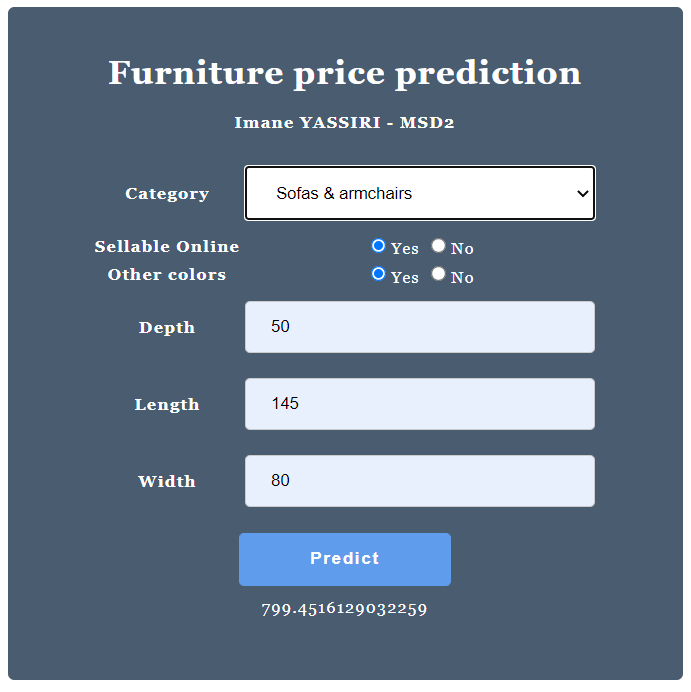 Furniture price prediction
Imane YASSIRI - MSD2
Category Sofas & armchairs
Sellable Online Yes No
Other colors Yes No
Depth 50
Length 145
Width 80
Predict
799.4516129032259